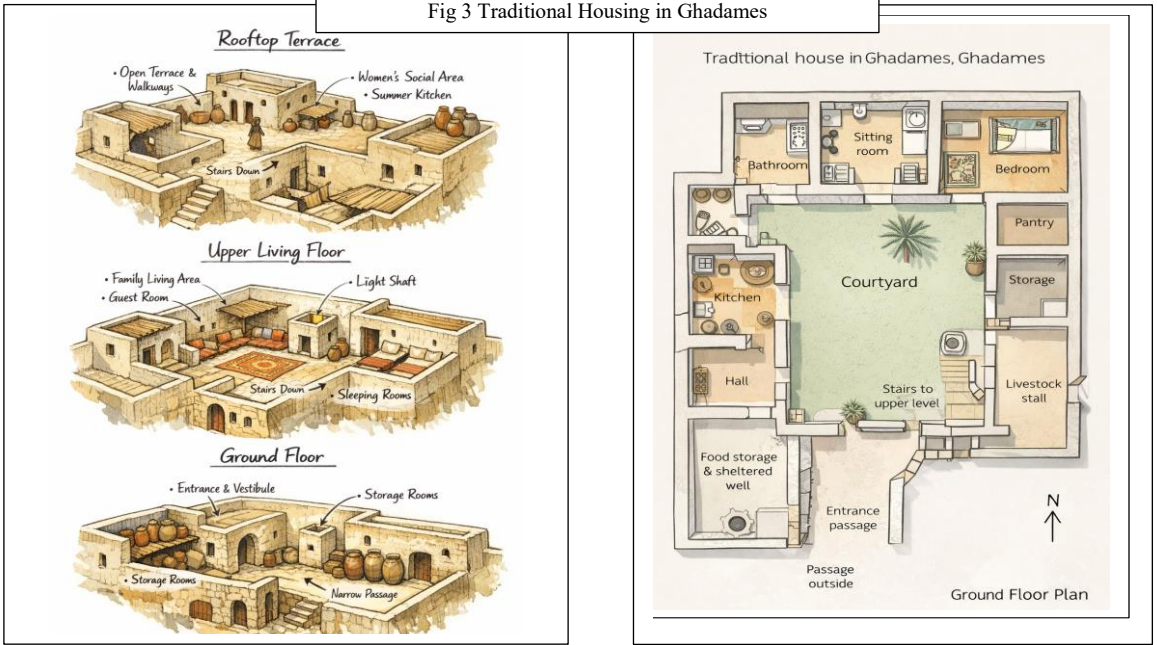 Fig 3 Traditional Housing in Ghadames
Rooftop Terrace
• Open Terrace &
Walkways
• Women's Social Area
• Summer Kitchen
Stairs Down
Upper Living Floor
• Family Living Area
• Guest Room
• Light Shaft
Stairs Down
• Sleeping Rooms
Ground Floor
• Entrance & Vestibule
• Storage Rooms
• Storage Rooms
Narrow Passage
Tradttional house in Ghadames, Ghadames
Bathroom
Sitting
room
Bedroom
Pantry
Courtyard
Storage
Kitchen
Hall
Stairs to
upper level
Livestock
stall
Food storage
& sheltered
well
Entrance
passage
N
Passage
outside
Ground Floor Plan